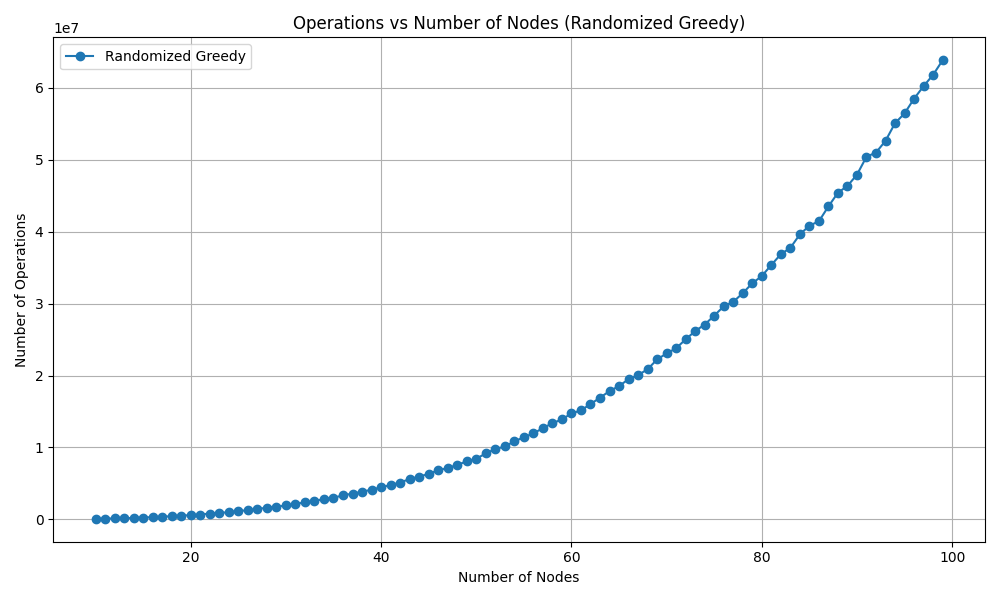 Operations vs Number of Nodes (Randomized Greedy)
1e7
Randomized Greedy
Number of Operations
6
5
4
3
2
1
0
20 40 60 80 100
Number of Nodes